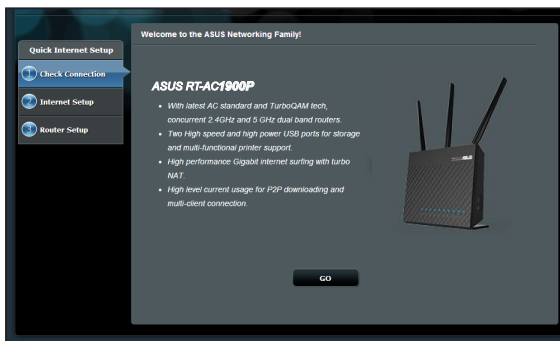 Welcome to the ASUS Networking Family!
Quick Internet Setup
1 Check Connection
2 Internet Setup
3 Router Setup
ASUS RT-AC1900P
• With latest AC standard and TurboQAM tech,
concurrent 2.4GHz and 5 GHz dual band routers.
• Two High speed and high power USB ports for storage
and multi-functional printer support.
• High performance Gigabit internet surfing with turbo
NAT.
• High level current usage for P2P downloading and
multi-client connection.
GO